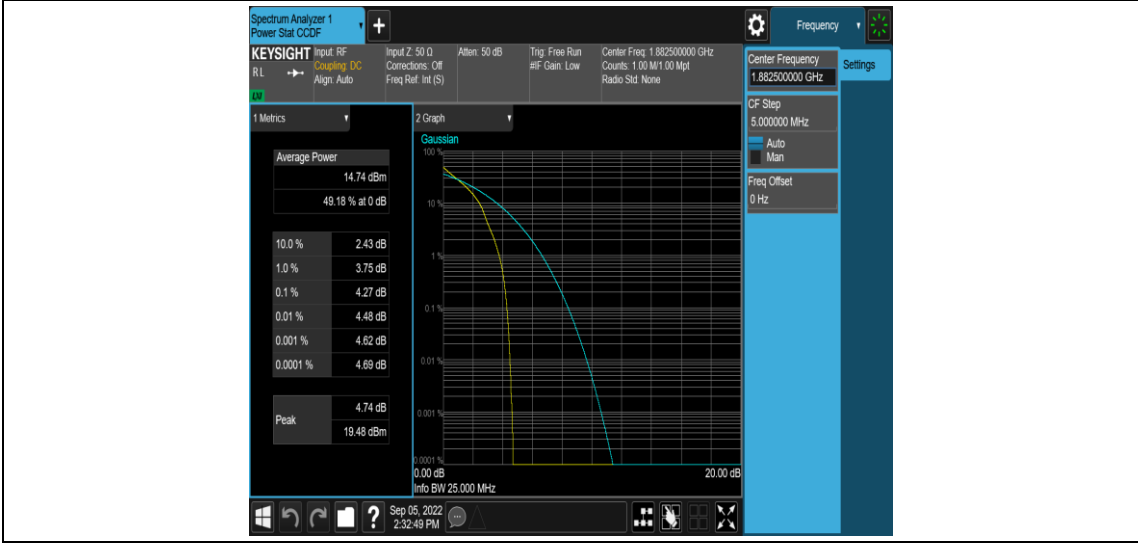 Spectrum Analyzer 1
Power Stat CCDF
+
Frequency
KEYSIGHT
RL
LW
Input: RF
Coupling: DC
Align: Auto
Input Z: 50 Ω
Corrections: Off
Freq Ref: Int (S)
Atten: 50 dB
Trig: Free Run
#IF Gain: Low
Center Freq: 1.882500000 GHz
Counts: 1.00 M/1.00 Mpt
Radio Std: None
Center Frequency
1.882500000 GHz
Settings
CF Step
5.000000 MHz
Auto
Man
Freq Offset
0 Hz
1 Metrics
Average Power
14.74 dBm
49.18 % at 0 dB
10.0 % 2.43 dB
1.0 % 3.75 dB
0.1 % 4.27 dB
0.01 % 4.48 dB
0.001 % 4.62 dB
0.0001 % 4.69 dB
Peak
4.74 dB
19.48 dBm
2 Graph
Gaussian
100 %
10 %
1 %
0.1 %
0.01 %
0.001 %
0.0001 %
0.00 dB 20.00 dB
Info BW 25.000 MHz
?
Sep 05, 2022
2:32:49 PM